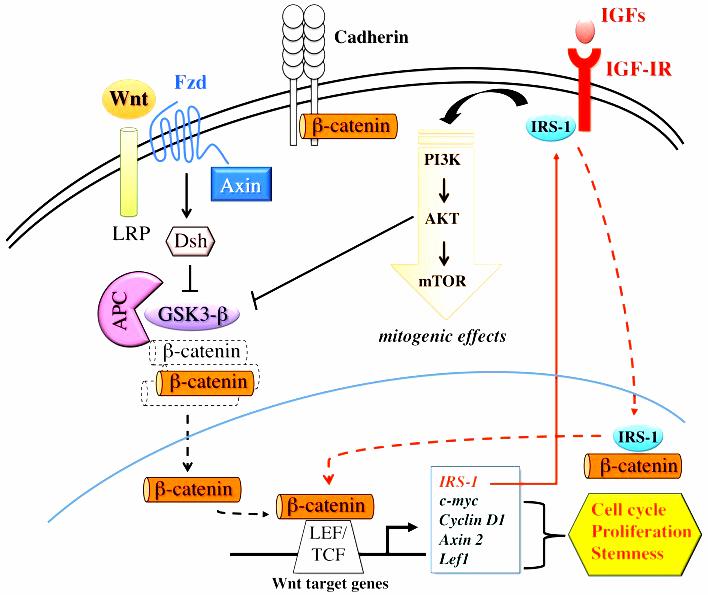 IGFs
Cadherin
IGF-IR
Fzd
Wnt
β-catenin
IRS-1
PI3K
Axin
AKT
LRP
Dsh
mTOR
APC
GSK3-β
mitogenic effects
β-catenin
β-catenin
IRS-1
β-catenin
β-catenin
β-catenin
IRS-1
c-myc
Cyclin D1
Axin 2
Lef1
Cell cycle
Proliferation
Stemness
LEF/
TCF
Wnt target genes